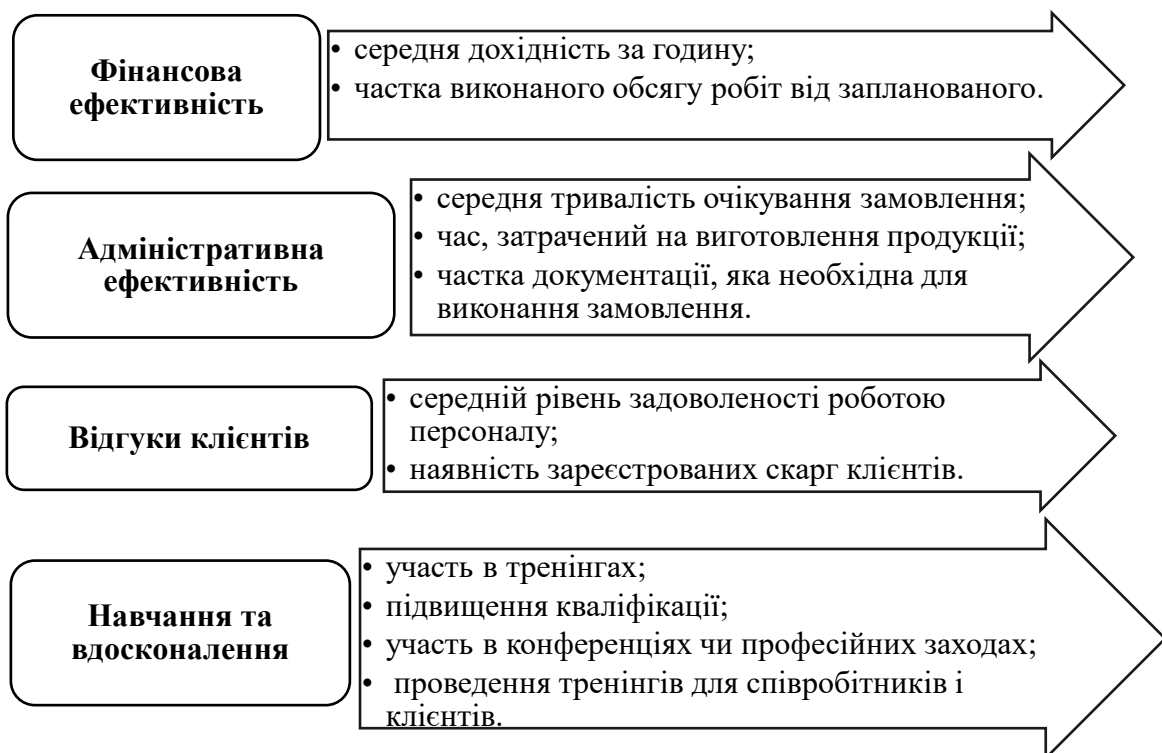 Фінансова
ефективність
• середня дохідність за годину;
• частка виконаного обсягу робіт від запланованого.
Адміністративна
ефективність
• середня тривалість очікування замовлення;
• час, затрачений на виготовлення продукції;
• частка документації, яка необхідна для
виконання замовлення.
Відгуки клієнтів
• середній рівень задоволеності роботою
персоналу;
• наявність зареєстрованих скарг клієнтів.
Навчання та
вдосконалення
• участь в тренінгах;
• підвищення кваліфікації;
• участь в конференціях чи професійних заходах;
• проведення тренінгів для співробітників і
клієнтів.